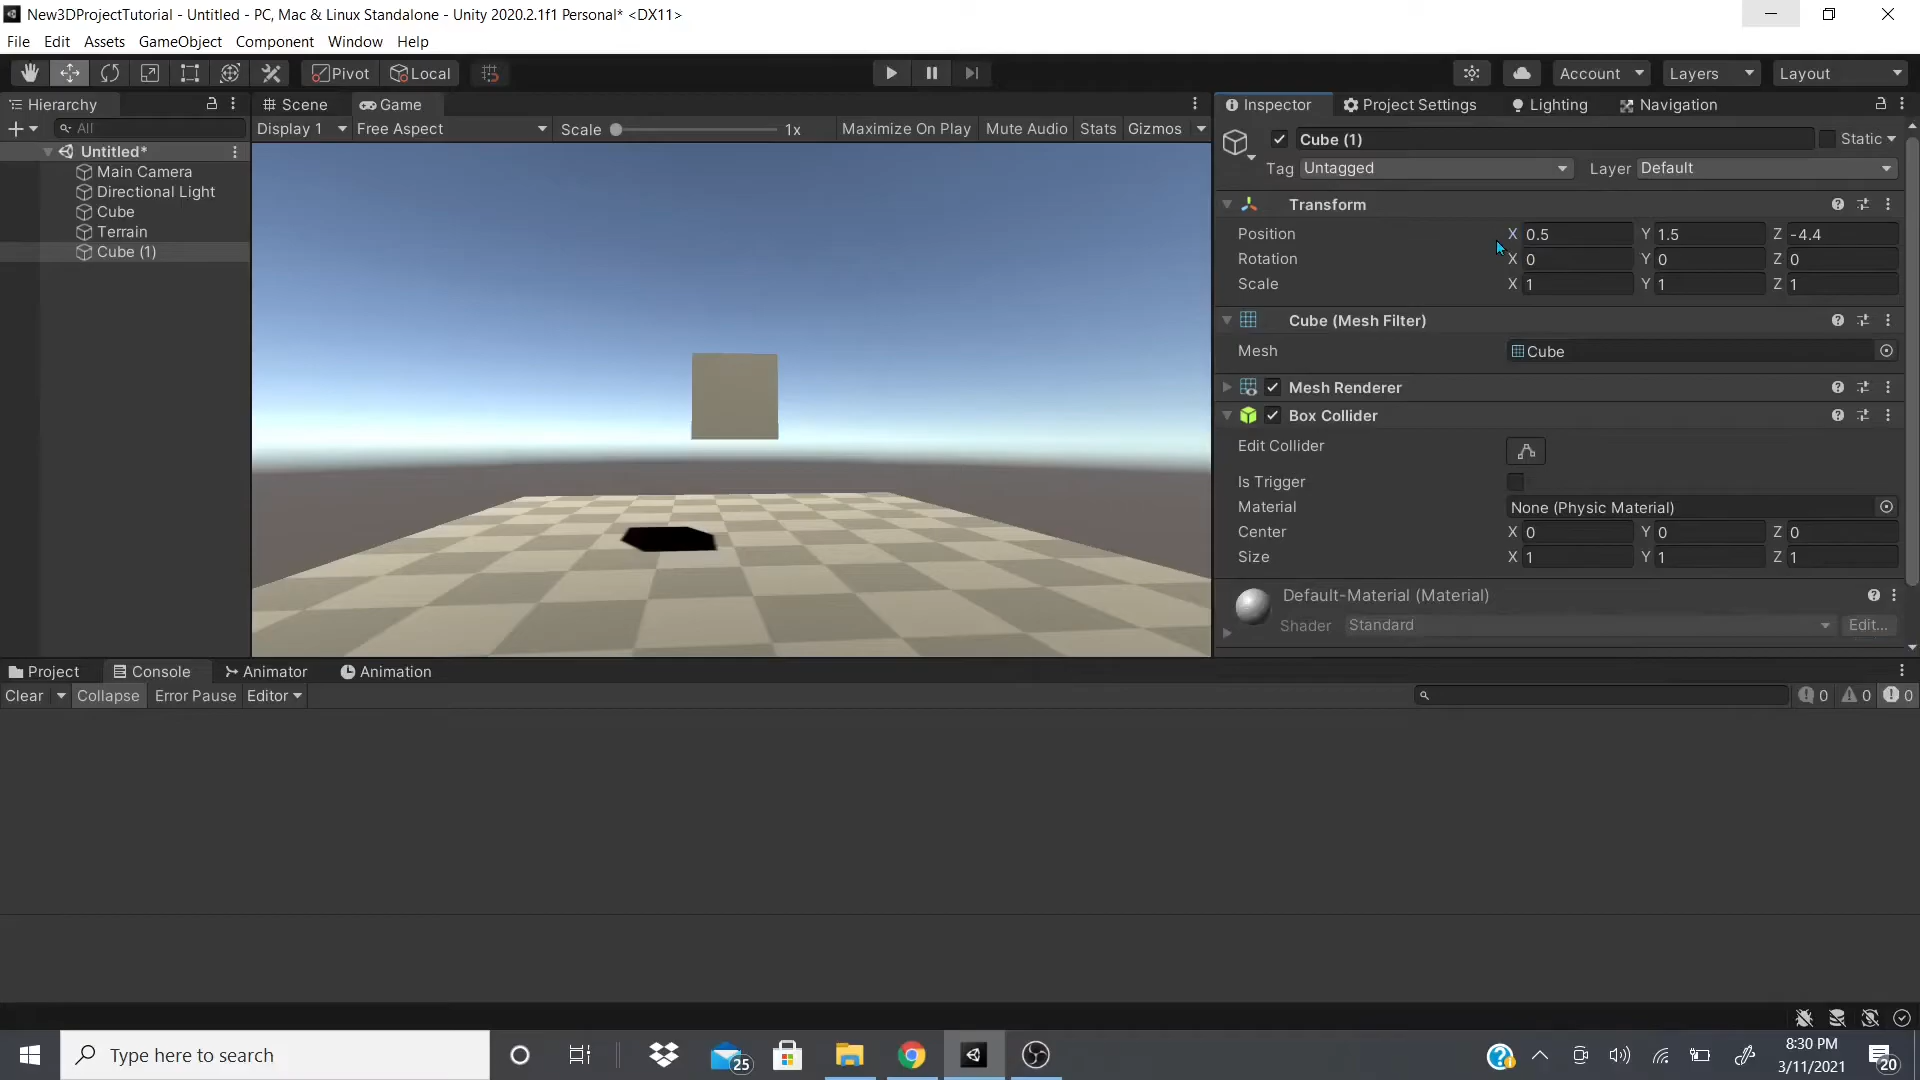 New3DProjectTutorial - Untitled - PC, Mac & Linux Standalone - Unity 2020.2.1f1 Personal* <DX11>
File Edit Assets GameObject Component Window Help
Pivot Local Account Layers Layout
Hierarchy
All
Untitled*
Main Camera
Directional Light
Cube
Terrain
Cube (1)
Scene Game
Display 1 Free Aspect Scale 1x Maximize On Play Mute Audio Stats Gizmos
Inspector Project Settings Lighting Navigation
Cube (1) Static
Tag Untagged Layer Default
Transform
Position X 0.5 Y 1.5 Z -4.4
Rotation X 0 Y 0 Z 0
Scale X 1 Y 1 Z 1
Cube (Mesh Filter)
Mesh Cube
Mesh Renderer
Box Collider
Edit Collider
Is Trigger
Material None (Physic Material)
Center X 0 Y 0 Z 0
Size X 1 Y 1 Z 1
Default-Material (Material)
Shader Standard Edit...
Project Console Animator Animation
Clear Collapse Error Pause Editor 0 0 0
Type here to search
25
8:30 PM
3/11/2021
20